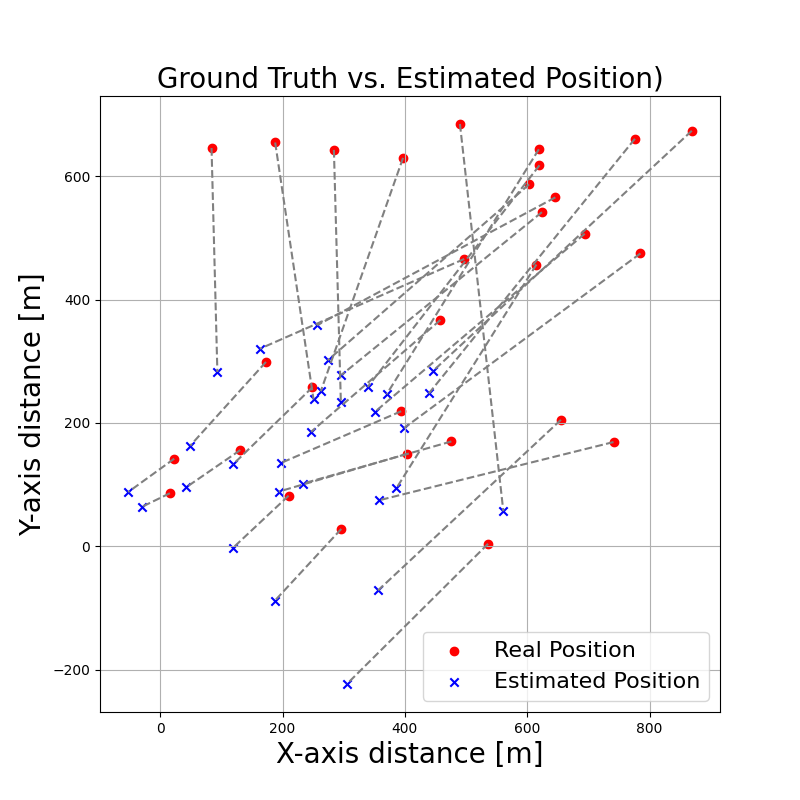 Ground Truth vs. Estimated Position)
Y-axis distance [m]
600
400
200
0
−200
0 200 400 600 800
X-axis distance [m]
Real Position
Estimated Position